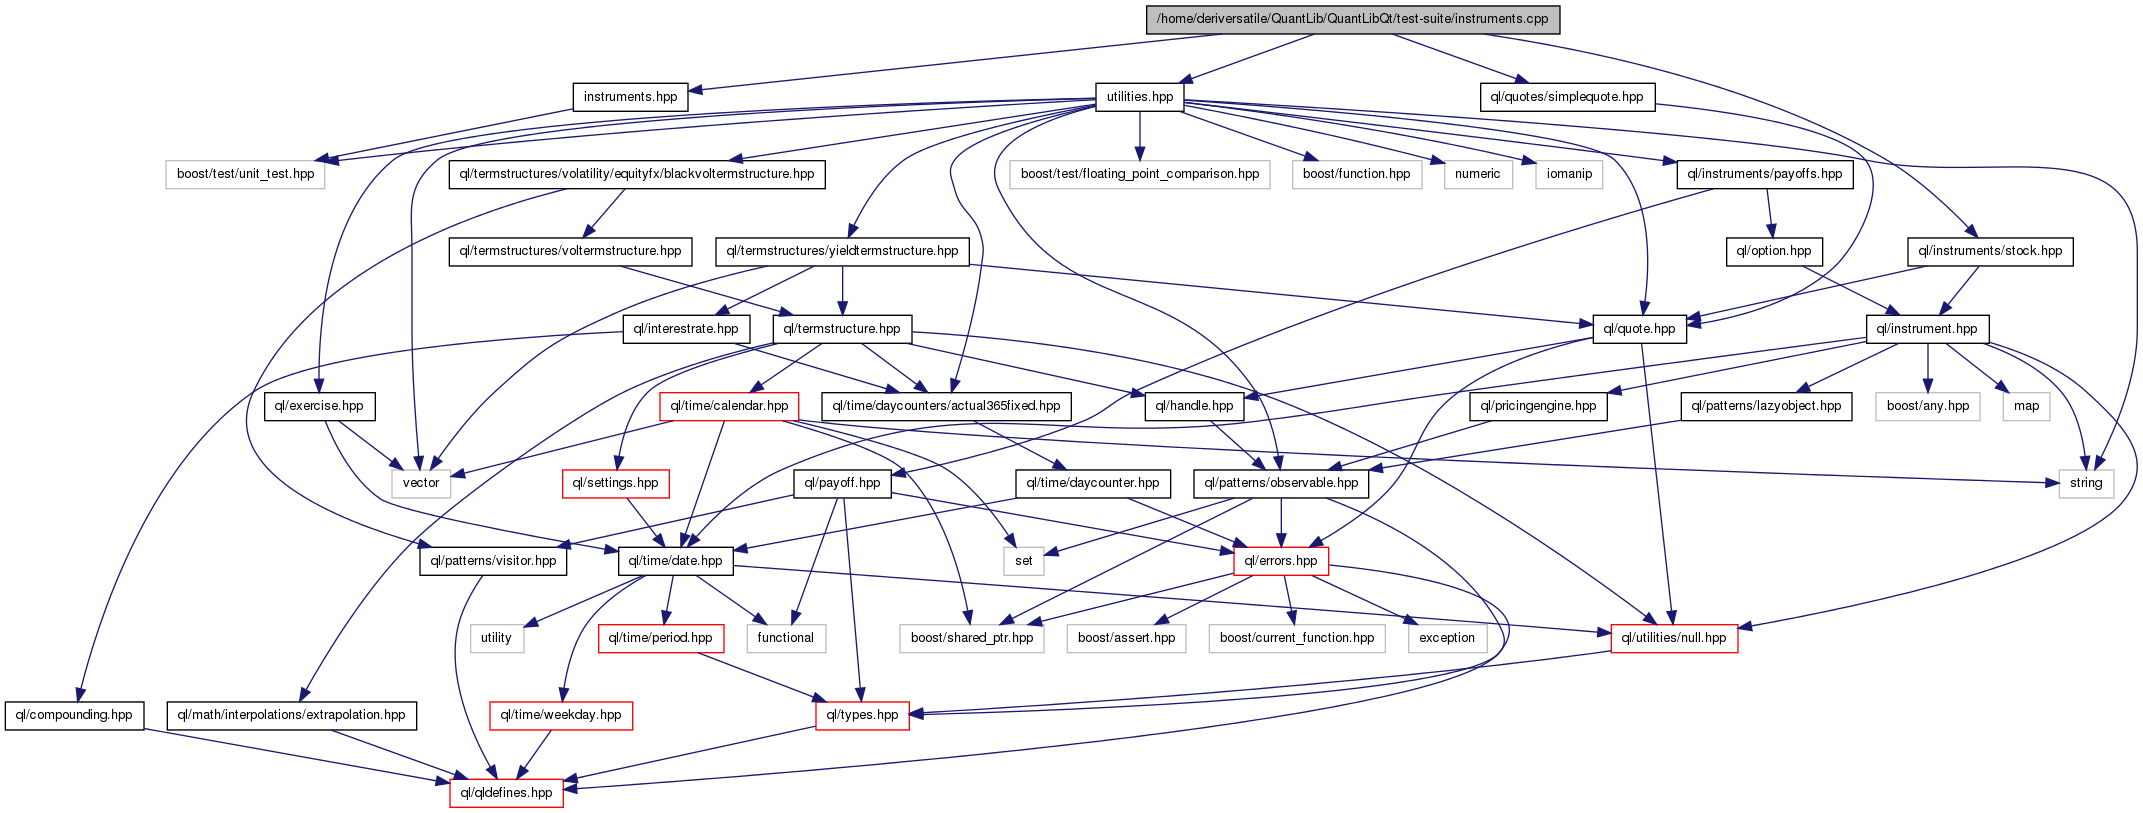 /home/deriversatile/QuantLib/QuantLibQt/test-suite/instruments.cpp
instruments.hpp
utilities.hpp
ql/quotes/simplequote.hpp
boost/test/unit_test.hpp
ql/termstructures/volatility/equityfx/blackvoltermstructure.hpp
boost/test/floating_point_comparison.hpp
boost/function.hpp
numeric
iomanip
ql/instruments/payoffs.hpp
ql/termstructures/voltermstructure.hpp
ql/termstructures/yieldtermstructure.hpp
ql/option.hpp
ql/instruments/stock.hpp
ql/interestrate.hpp
ql/termstructure.hpp
ql/quote.hpp
ql/instrument.hpp
ql/exercise.hpp
ql/time/calendar.hpp
ql/time/daycounters/actual365fixed.hpp
ql/handle.hpp
ql/pricingengine.hpp
ql/patterns/lazyobject.hpp
boost/any.hpp
map
vector
ql/settings.hpp
ql/payoff.hpp
ql/time/daycounter.hpp
ql/patterns/observable.hpp
string
ql/patterns/visitor.hpp
ql/time/date.hpp
set
ql/errors.hpp
utility
ql/time/period.hpp
functional
boost/shared_ptr.hpp
boost/assert.hpp
boost/current_function.hpp
exception
ql/utilities/null.hpp
ql/compounding.hpp
ql/math/interpolations/extrapolation.hpp
ql/time/weekday.hpp
ql/types.hpp
ql/qldefines.hpp